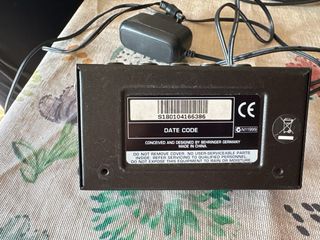 S180104166386
DATE CODE
CONCEIVED AND DESIGNED BY BEHRINGER GERMANY
MADE IN CHINA
DO NOT REMOVE COVER. NO USER-SERVICEABLE PARTS
INSIDE: REFER SERVICING TO QUALIFIED PERSONNEL.
DO NOT EXPOSE THIS EQUIPMENT TO RAIN OR MOISTURE.
CE